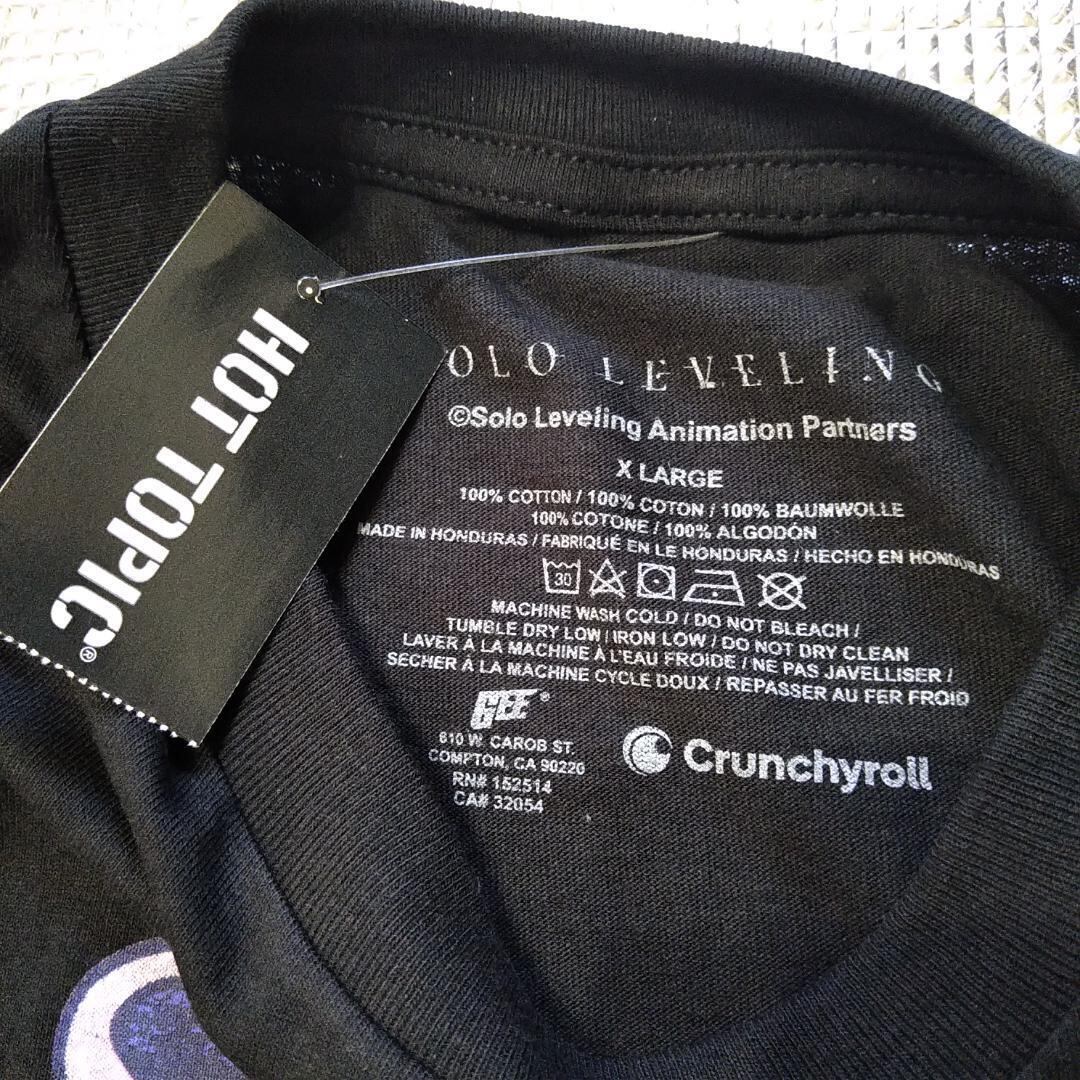 HOT TOPIC®
OLO LEVELING
©Solo Leveling Animation Partners
X LARGE
100% COTTON / 100% COTON / 100% BAUMWOLLE
100% COTONE / 100% ALGODÓN
MADE IN HONDURAS / FABRIQUÉ EN LE HONDURAS / HECHO EN HONDURAS
30
MACHINE WASH COLD / DO NOT BLEACH /
TUMBLE DRY LOW / IRON LOW / DO NOT DRY CLEAN
LAVER À LA MACHINE À L'EAU FROIDE / NE PAS JAVELLISER /
SÉCHER À LA MACHINE CYCLE DOUX / REPASSER AU FER FROID
GEE®
810 W. CAROB ST.
COMPTON, CA 90220
RN# 152514
CA# 32054
Crunchyroll